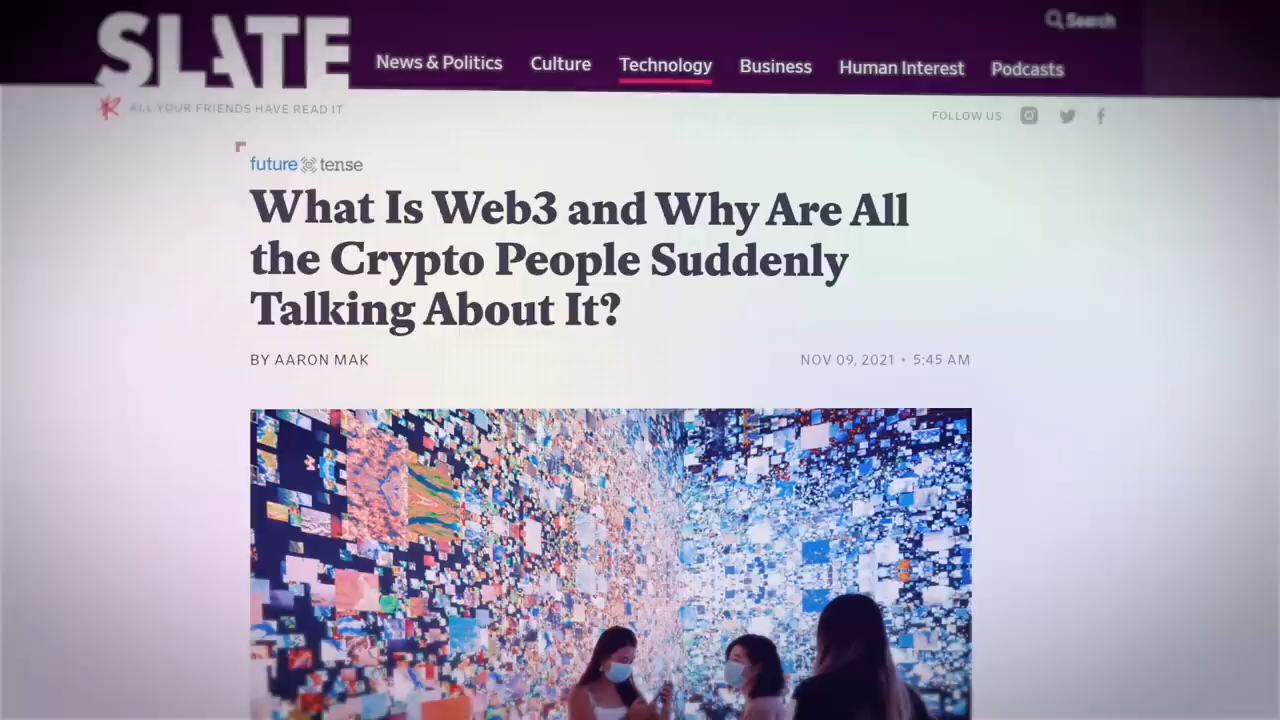 SLATE
News & Politics Culture Technology Business Human Interest Podcasts
Search
ALL YOUR FRIENDS HAVE READ IT
FOLLOW US
future tense
What Is Web3 and Why Are All
the Crypto People Suddenly
Talking About It?
BY AARON MAK
NOV 09, 2021 • 5:45 AM